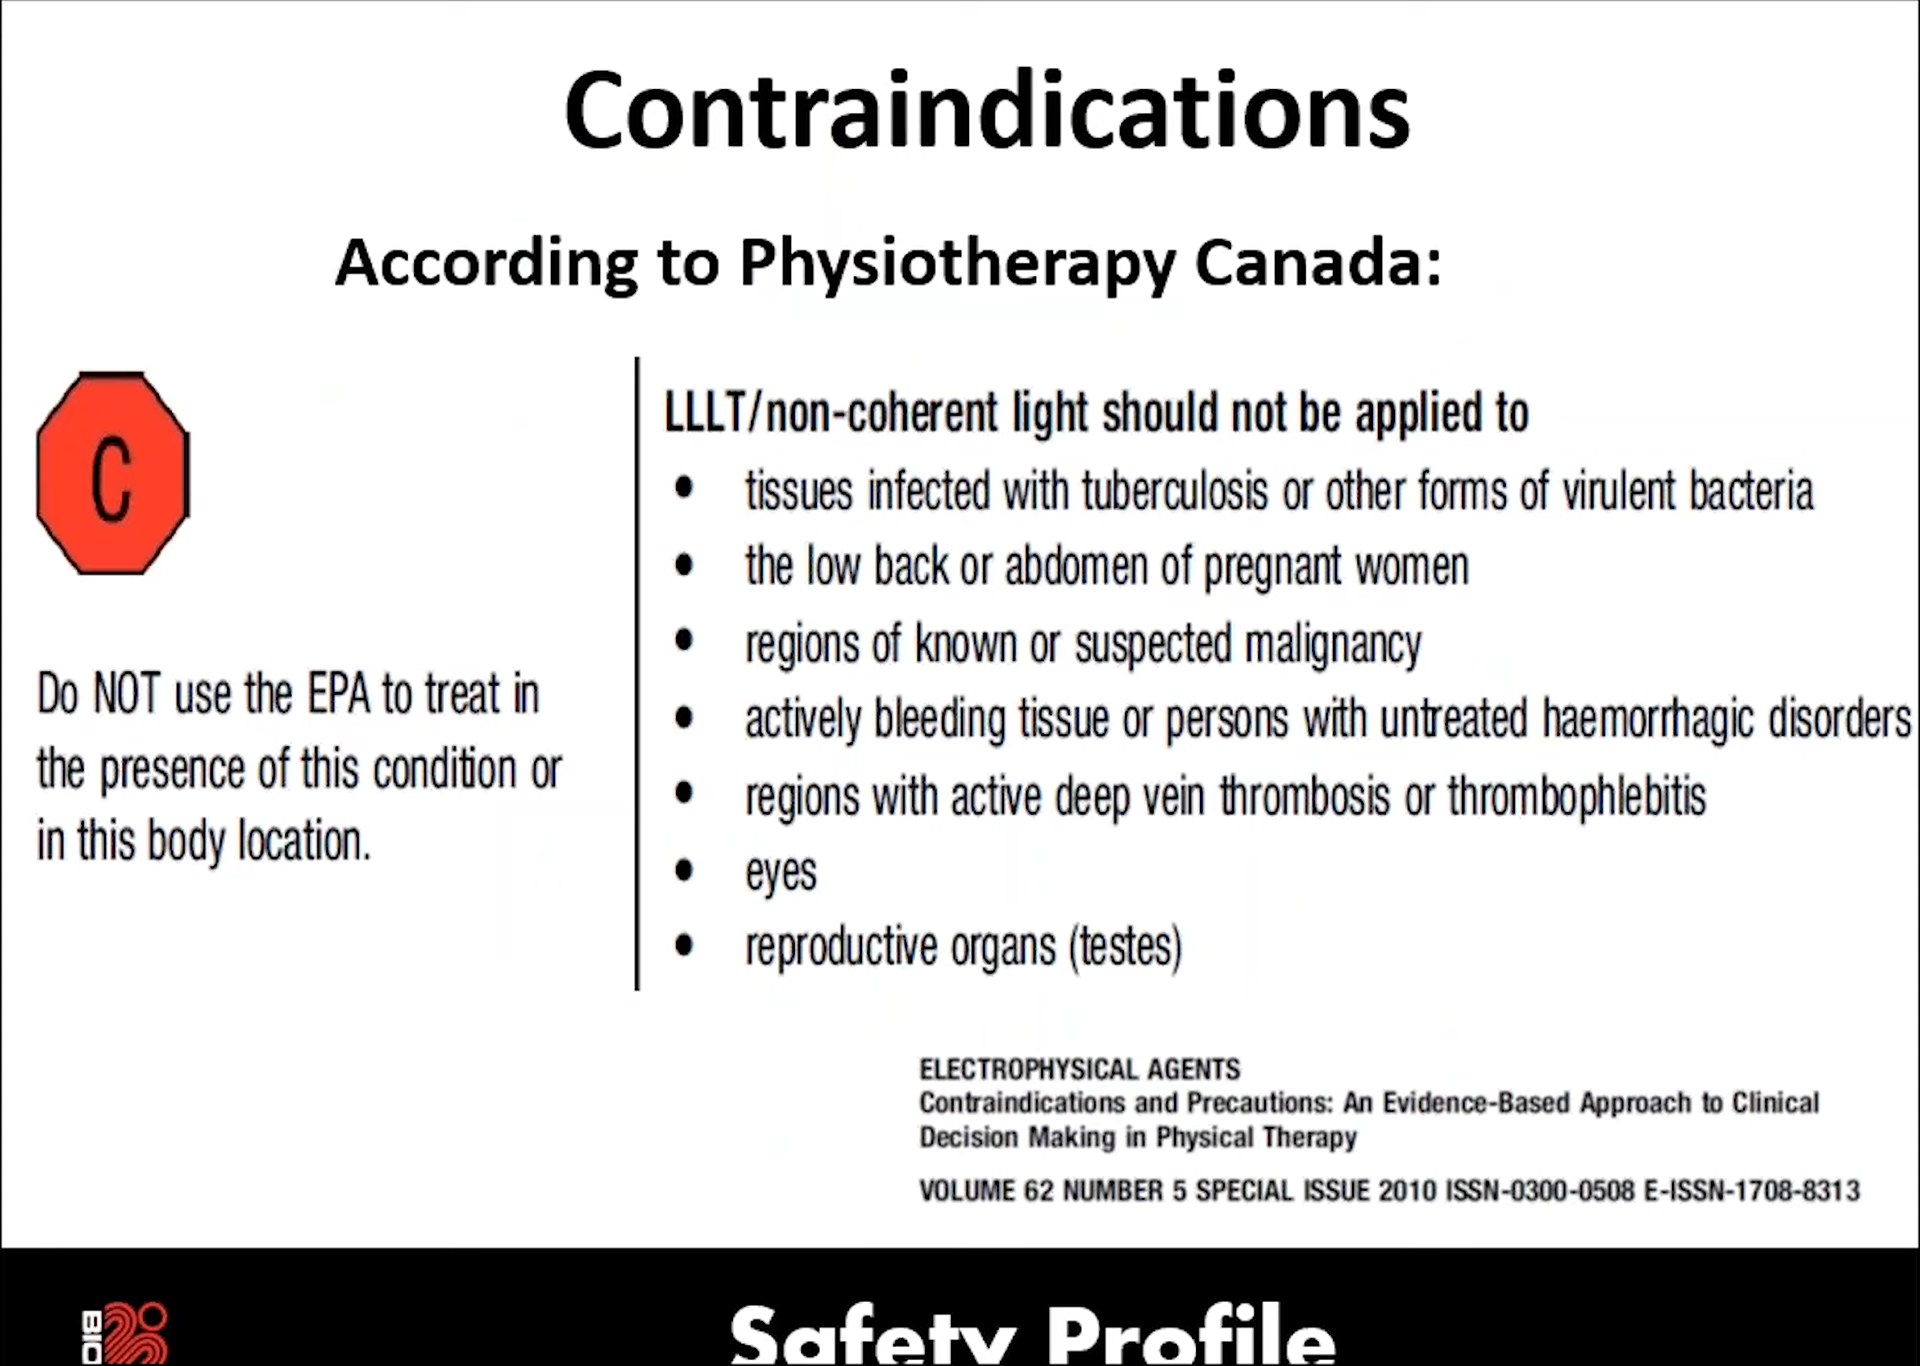 Contraindications
According to Physiotherapy Canada:
C
Do NOT use the EPA to treat in
the presence of this condition or
in this body location.
LLLT/non-coherent light should not be applied to
• tissues infected with tuberculosis or other forms of virulent bacteria
• the low back or abdomen of pregnant women
• regions of known or suspected malignancy
• actively bleeding tissue or persons with untreated haemorrhagic disorders
• regions with active deep vein thrombosis or thrombophlebitis
• eyes
• reproductive organs (testes)
ELECTROPHYSICAL AGENTS
Contraindications and Precautions: An Evidence-Based Approach to Clinical
Decision Making in Physical Therapy
VOLUME 62 NUMBER 5 SPECIAL ISSUE 2010 ISSN-0300-0508 E-ISSN-1708-8313
BIO
Safety Profile